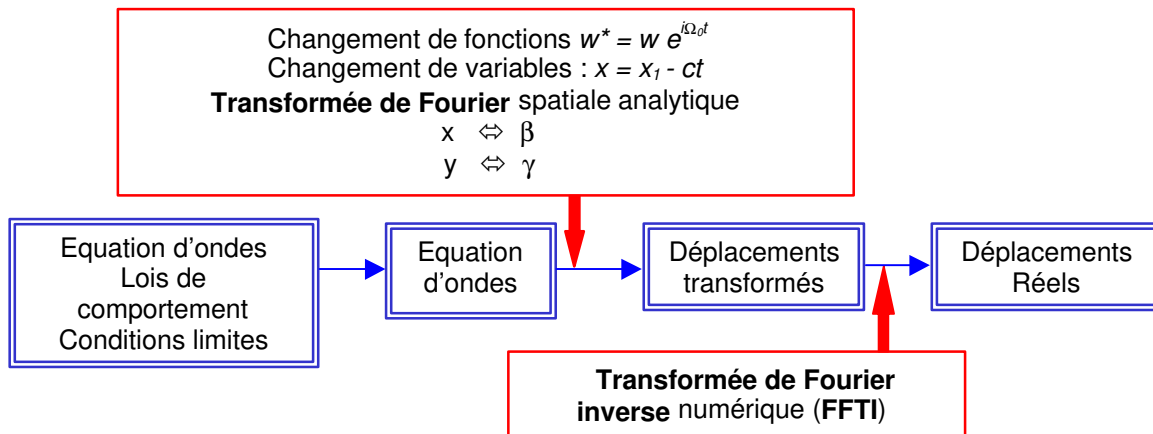 Changement de fonctions w* = w e^{iΩ₀t}
Changement de variables : x = x₁ - ct
Transformée de Fourier spatiale analytique
x ⇔ β
y ⇔ γ
Equation d'ondes
Lois de
comportement
Conditions limites
Equation
d'ondes
Déplacements
transformés
Déplacements
Réels
Transformée de Fourier
inverse numérique (FFTI)